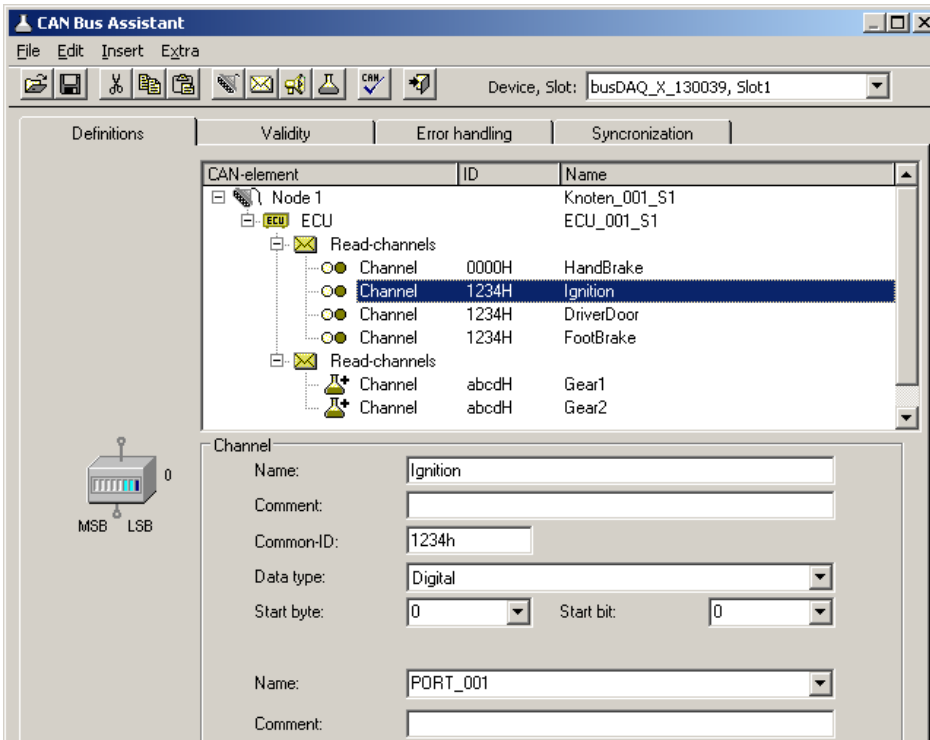 CAN Bus Assistant
File Edit Insert Extra
CAN Device, Slot: busDAQ_X_130039, Slot1
Definitions Validity Error handling Syncronization
CAN-element ID Name
Node 1 Knoten_001_S1
ECU ECU ECU_001_S1
Read-channels
Channel 0000H HandBrake
Channel 1234H Ignition
Channel 1234H DriverDoor
Channel 1234H FootBrake
Read-channels
Channel abcdH Gear1
Channel abcdH Gear2
Channel
Name: Ignition
0
Comment:
MSB LSB
Common-ID: 1234h
Data type: Digital
Start byte: 0 Start bit: 0
Name: PORT_001
Comment: